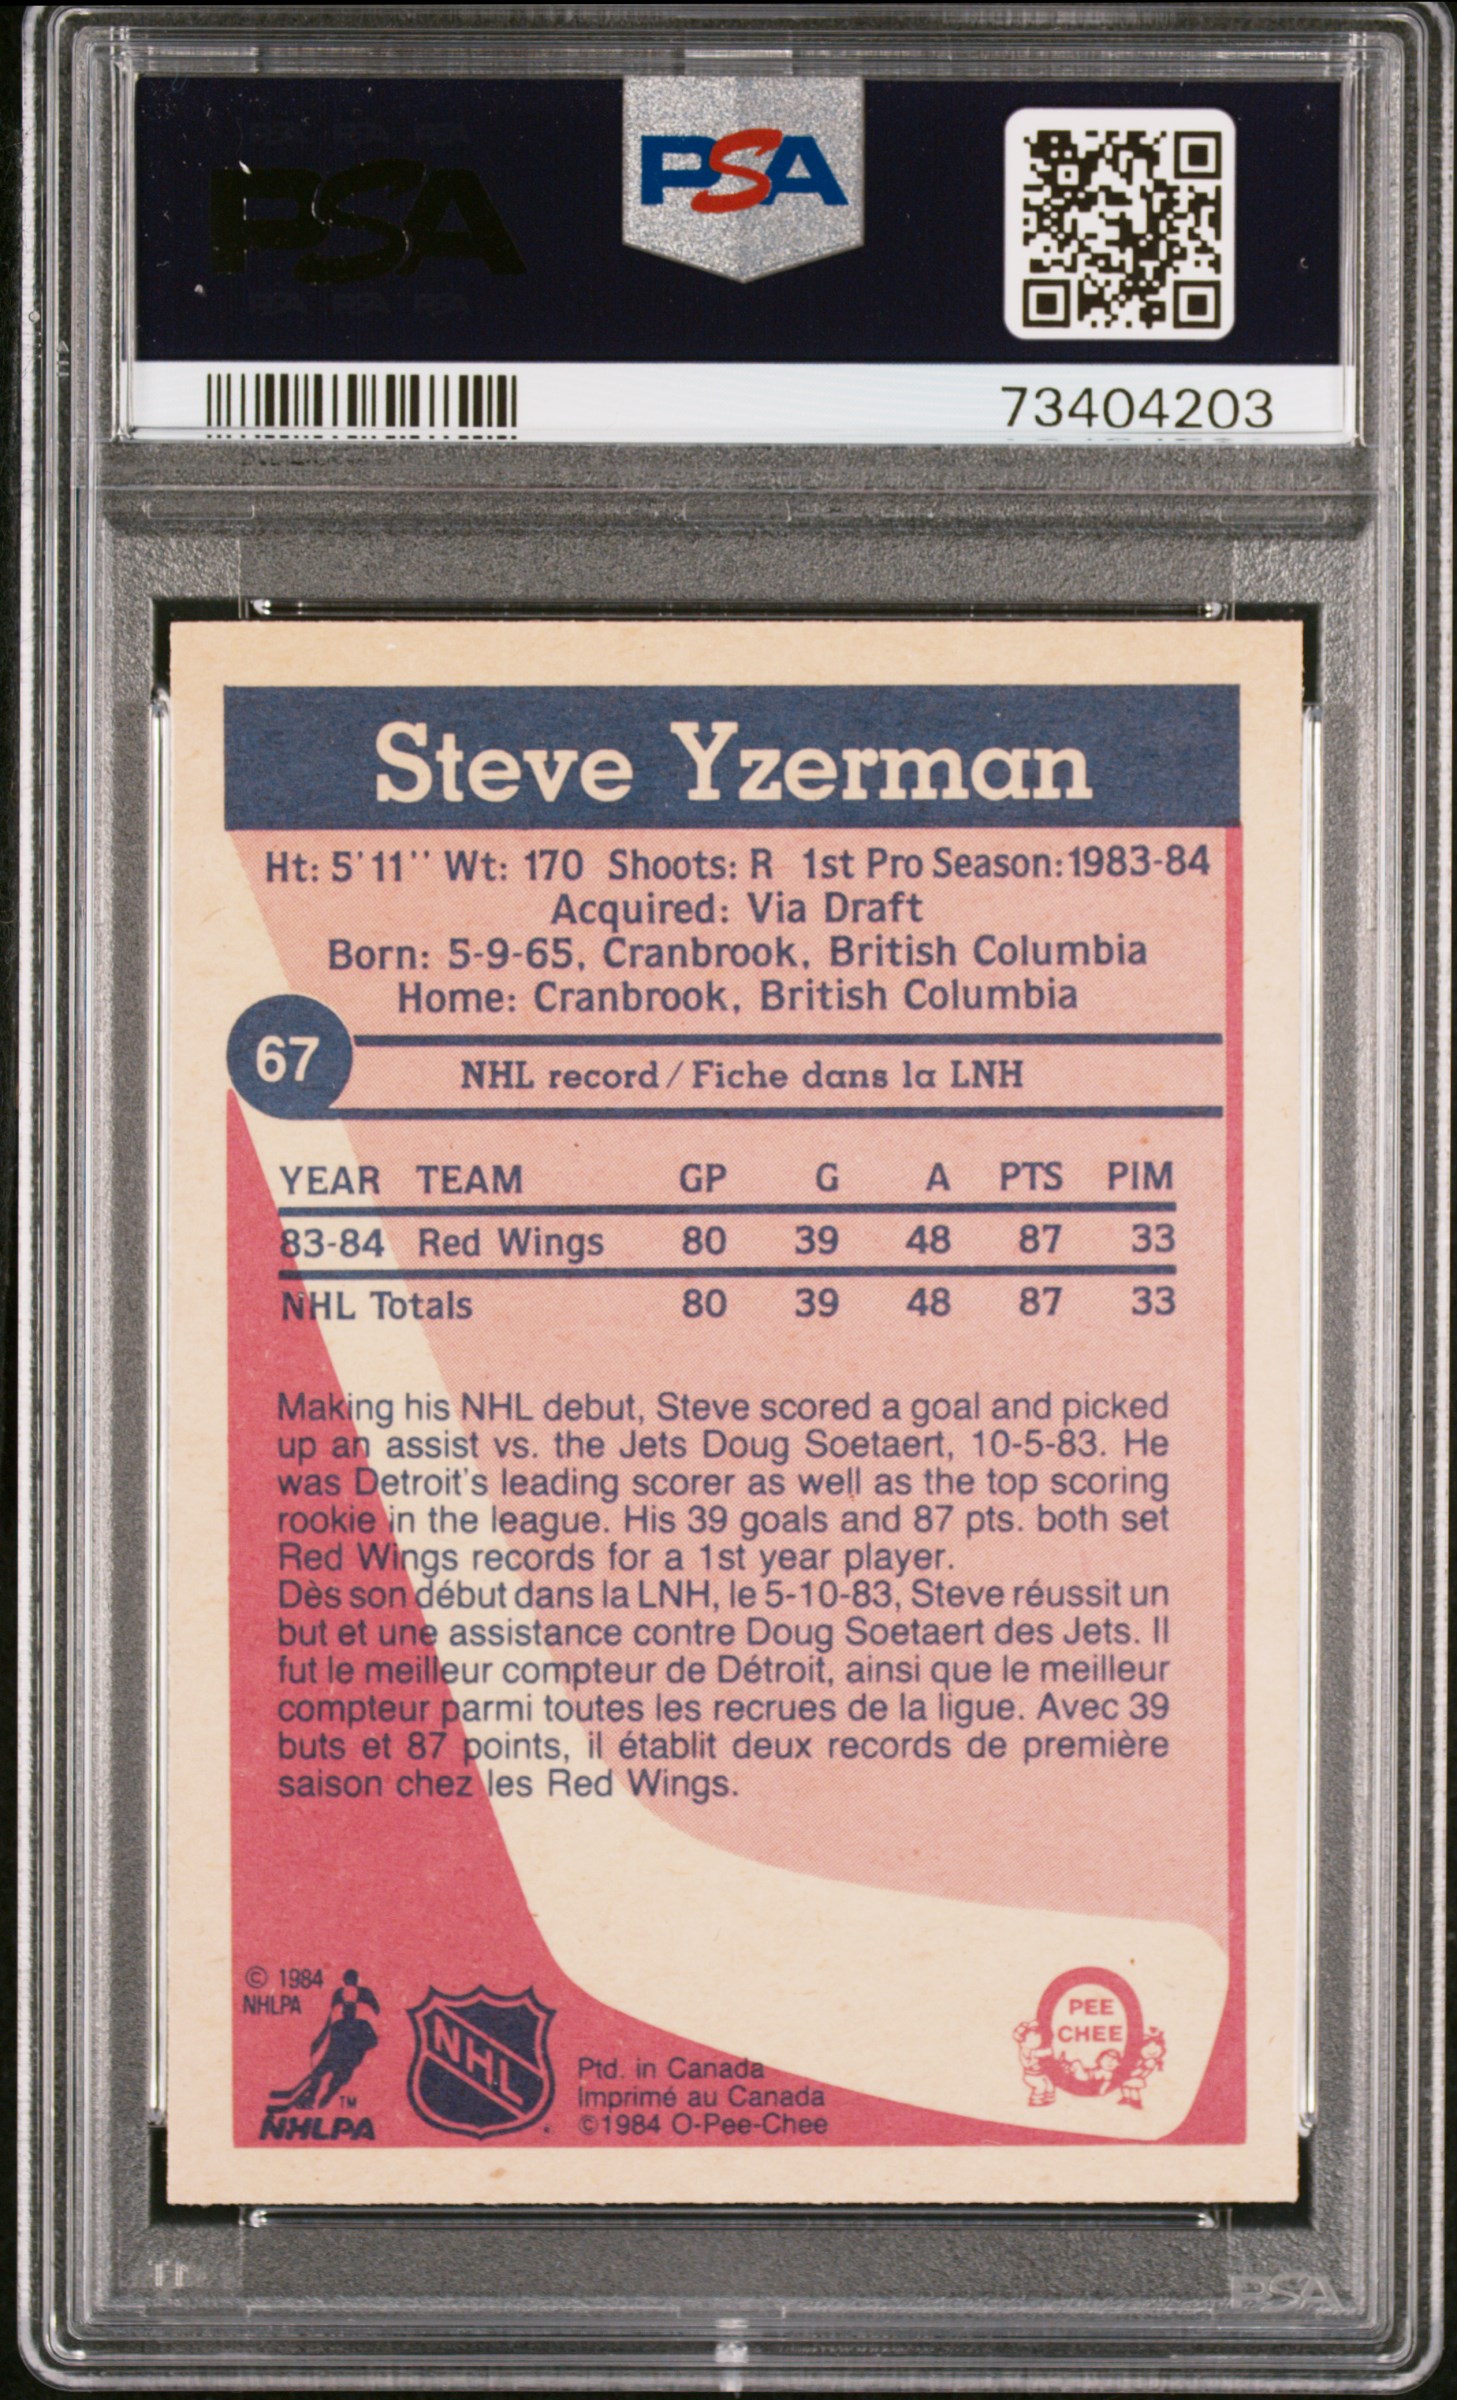 PSA
PSA
73404203
Steve Yzerman
Ht: 5'11'' Wt: 170 Shoots: R 1st Pro Season: 1983-84
Acquired: Via Draft
Born: 5-9-65, Cranbrook, British Columbia
Home: Cranbrook, British Columbia
67
NHL record / Fiche dans la LNH
YEAR TEAM GP G A PTS PIM
83-84 Red Wings 80 39 48 87 33
NHL Totals 80 39 48 87 33
Making his NHL debut, Steve scored a goal and picked
up an assist vs. the Jets Doug Soetaert, 10-5-83. He
was Detroit's leading scorer as well as the top scoring
rookie in the league. His 39 goals and 87 pts. both set
Red Wings records for a 1st year player.
Dès son début dans la LNH, le 5-10-83, Steve réussit un
but et une assistance contre Doug Soetaert des Jets. Il
fut le meilleur compteur de Détroit, ainsi que le meilleur
compteur parmi toutes les recrues de la ligue. Avec 39
buts et 87 points, il établit deux records de première
saison chez les Red Wings.
© 1984
NHLPA
TM
NHLPA
NHL
Ptd. in Canada
Imprimé au Canada
©1984 O-Pee-Chee
PEE
CHEE
PSA